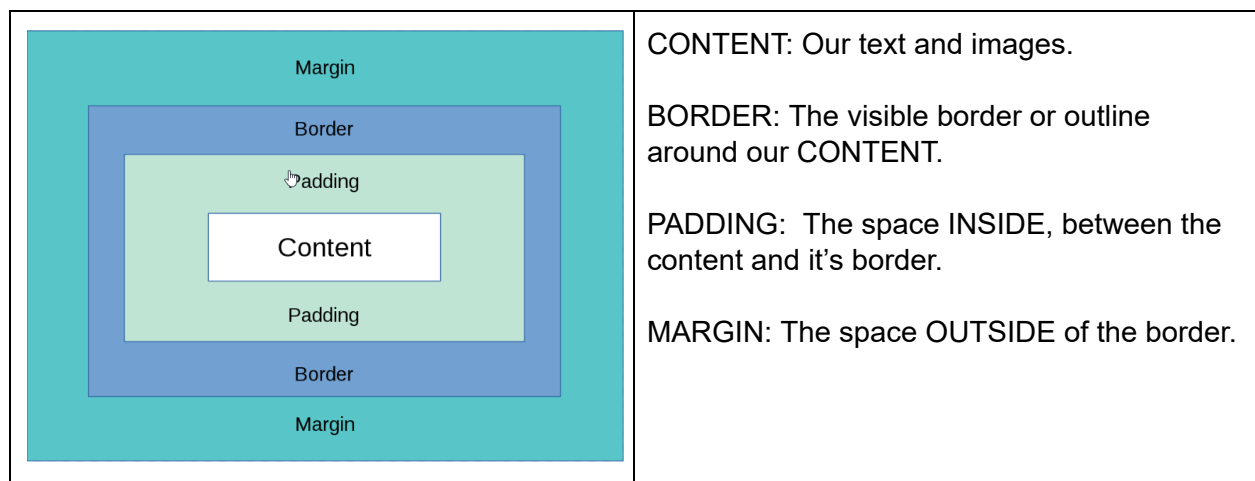 Margin
Border
Padding
Content
Padding
Border
Margin
CONTENT: Our text and images.
BORDER: The visible border or outline
around our CONTENT.
PADDING:  The space INSIDE, between the
content and it’s border.
MARGIN: The space OUTSIDE of the border.